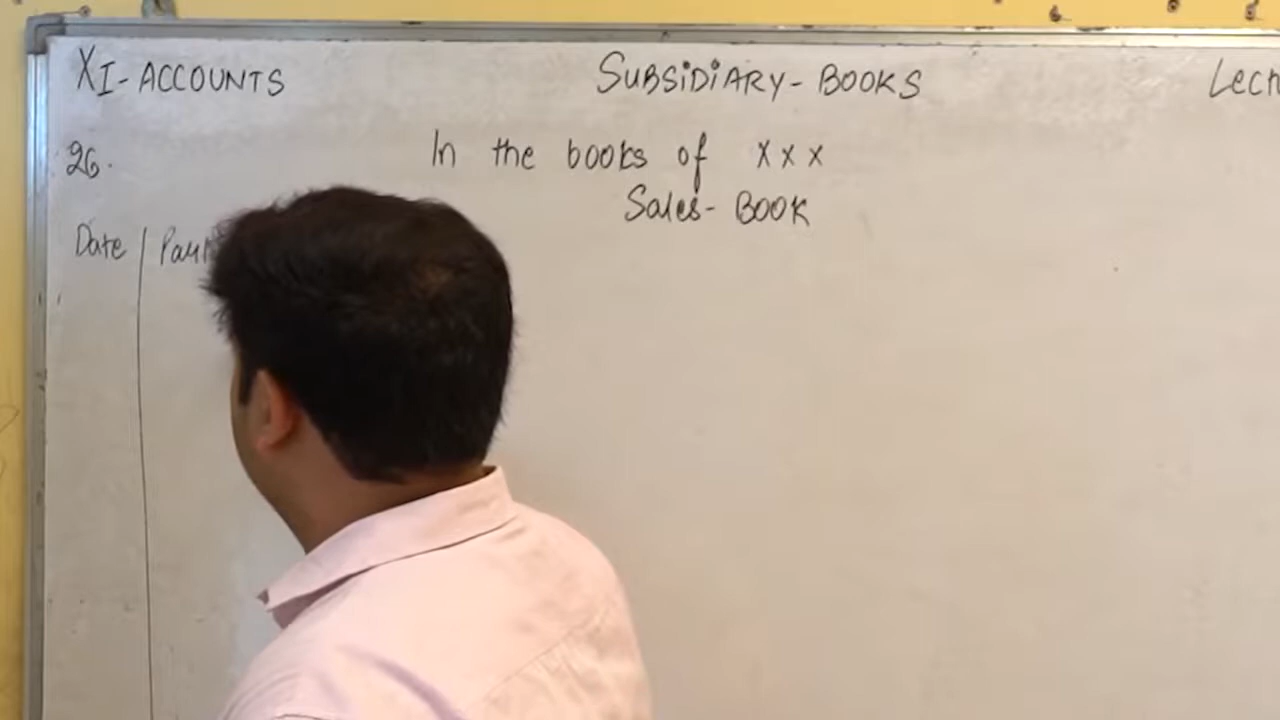 XI-ACCOUNTS SUBSIDIARY-BOOKS
26. In the books of xxx
Sales-BOOK
Date